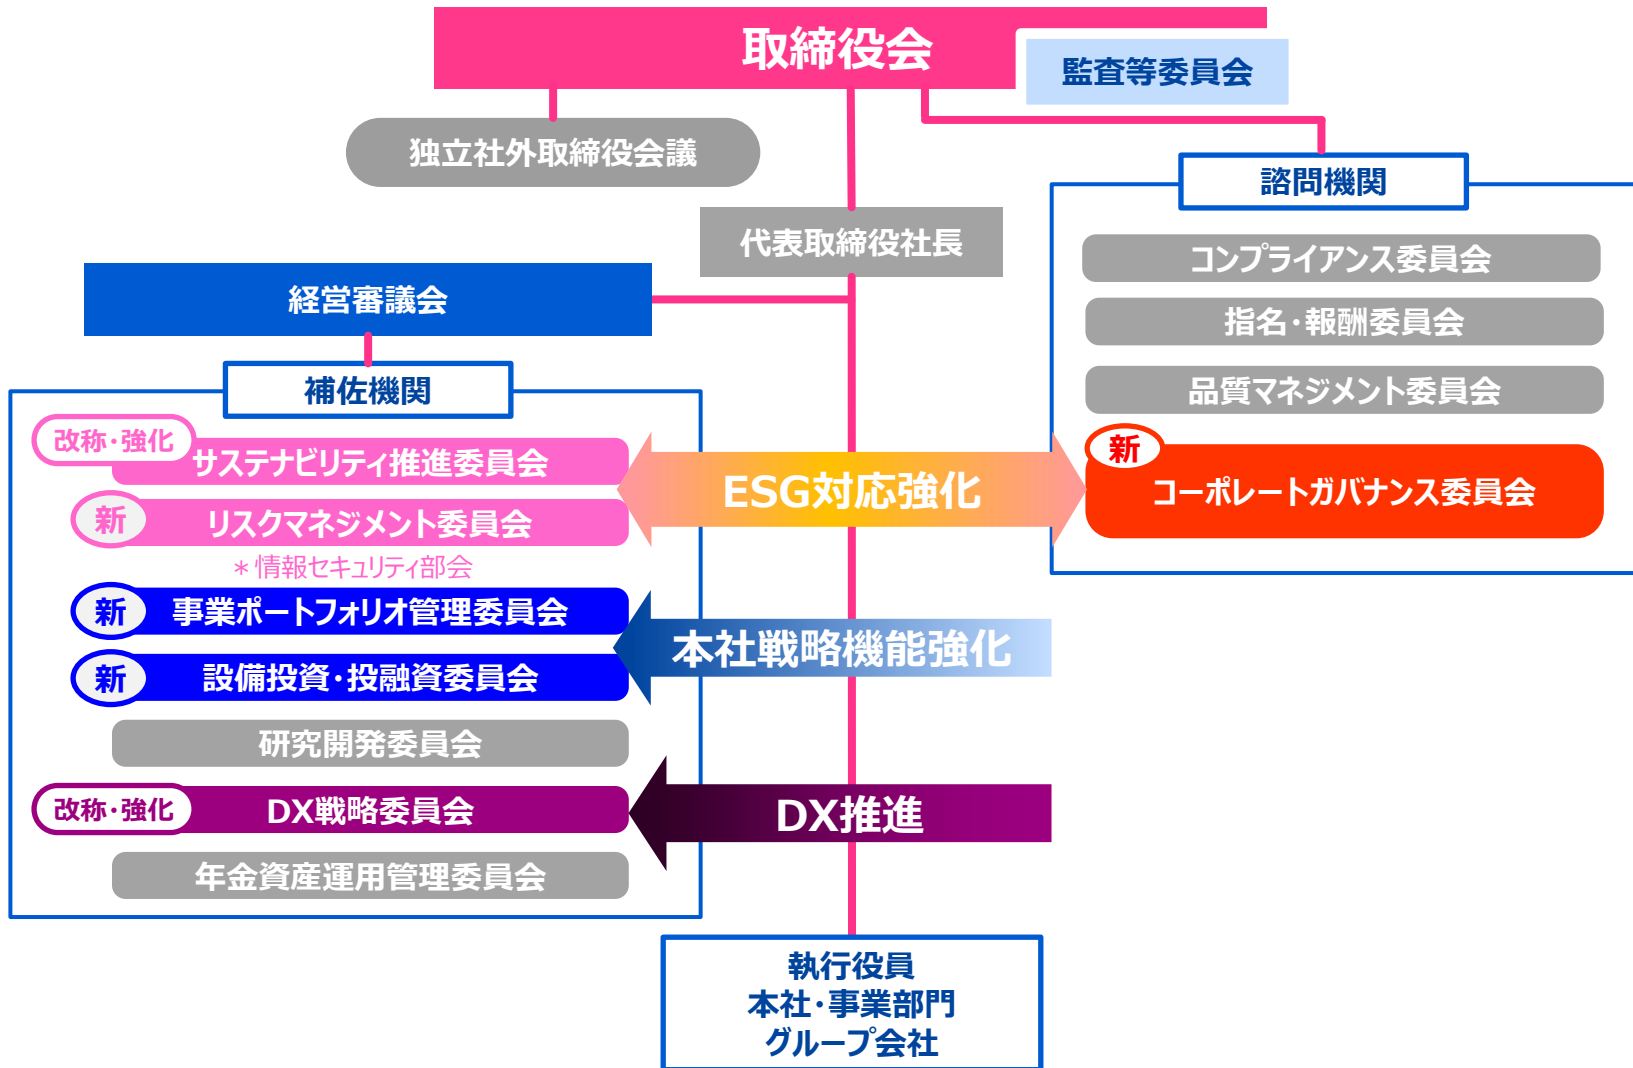 取締役会
監査等委員会
独立社外取締役会議
諮問機関
代表取締役社長
コンプライアンス委員会
指名・報酬委員会
品質マネジメント委員会
新
コーポレートガバナンス委員会
経営審議会
補佐機関
改称・強化
サステナビリティ推進委員会
新
リスクマネジメント委員会
＊情報セキュリティ部会
新
事業ポートフォリオ管理委員会
新
設備投資・投融資委員会
研究開発委員会
改称・強化
DX戦略委員会
年金資産運用管理委員会
ESG対応強化
本社戦略機能強化
DX推進
執行役員
本社・事業部門
グループ会社